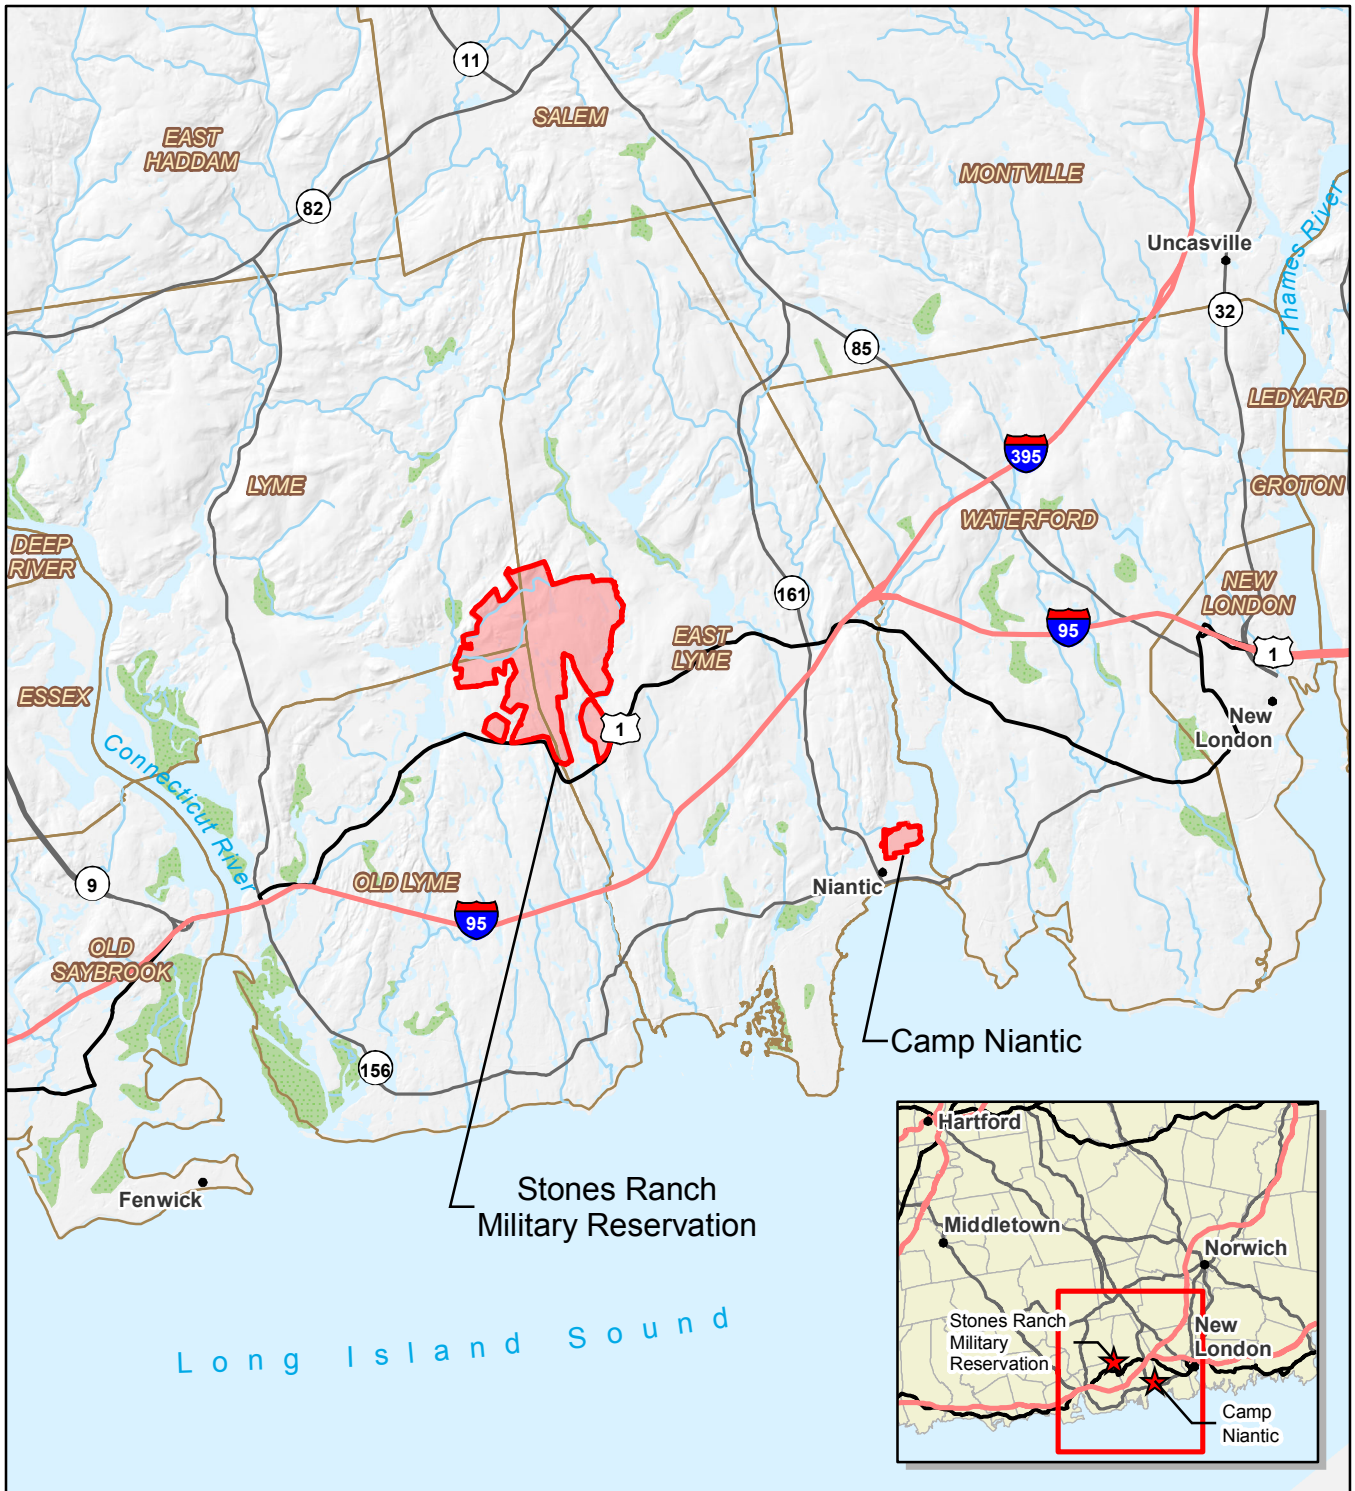 11
SALEM
EAST
HADDAM
MONTVILLE
82
Uncasville
Thames River
32
85
LEDYARD
395
GROTON
LYME
WATERFORD
DEEP
RIVER
NEW
LONDON
161
95
EAST
LYME
1
ESSEX
1
New
London
Connecticut River
9
OLD LYME
Niantic
95
OLD
SAYBROOK
Camp Niantic
156
Stones Ranch
Military Reservation
Fenwick
Long Island Sound
Hartford
Middletown
Norwich
Stones Ranch
Military
Reservation
New
London
Camp
Niantic